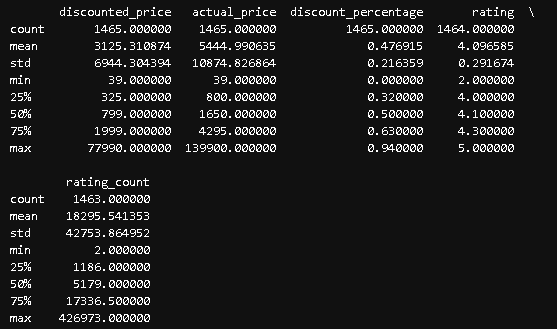 discounted_price actual_price discount_percentage rating \
count 1465.000000 1465.000000 1465.000000 1464.000000
mean 3125.310874 5444.990635 0.476915 4.096585
std 6944.304394 10874.826864 0.216359 0.291674
min 39.000000 39.000000 0.000000 2.000000
25% 325.000000 800.000000 0.320000 4.000000
50% 799.000000 1650.000000 0.500000 4.100000
75% 1999.000000 4295.000000 0.630000 4.300000
max 77990.000000 139900.000000 0.940000 5.000000
rating_count
count 1463.000000
mean 18295.541353
std 42753.864952
min 2.000000
25% 1186.000000
50% 5179.000000
75% 17336.500000
max 426973.000000